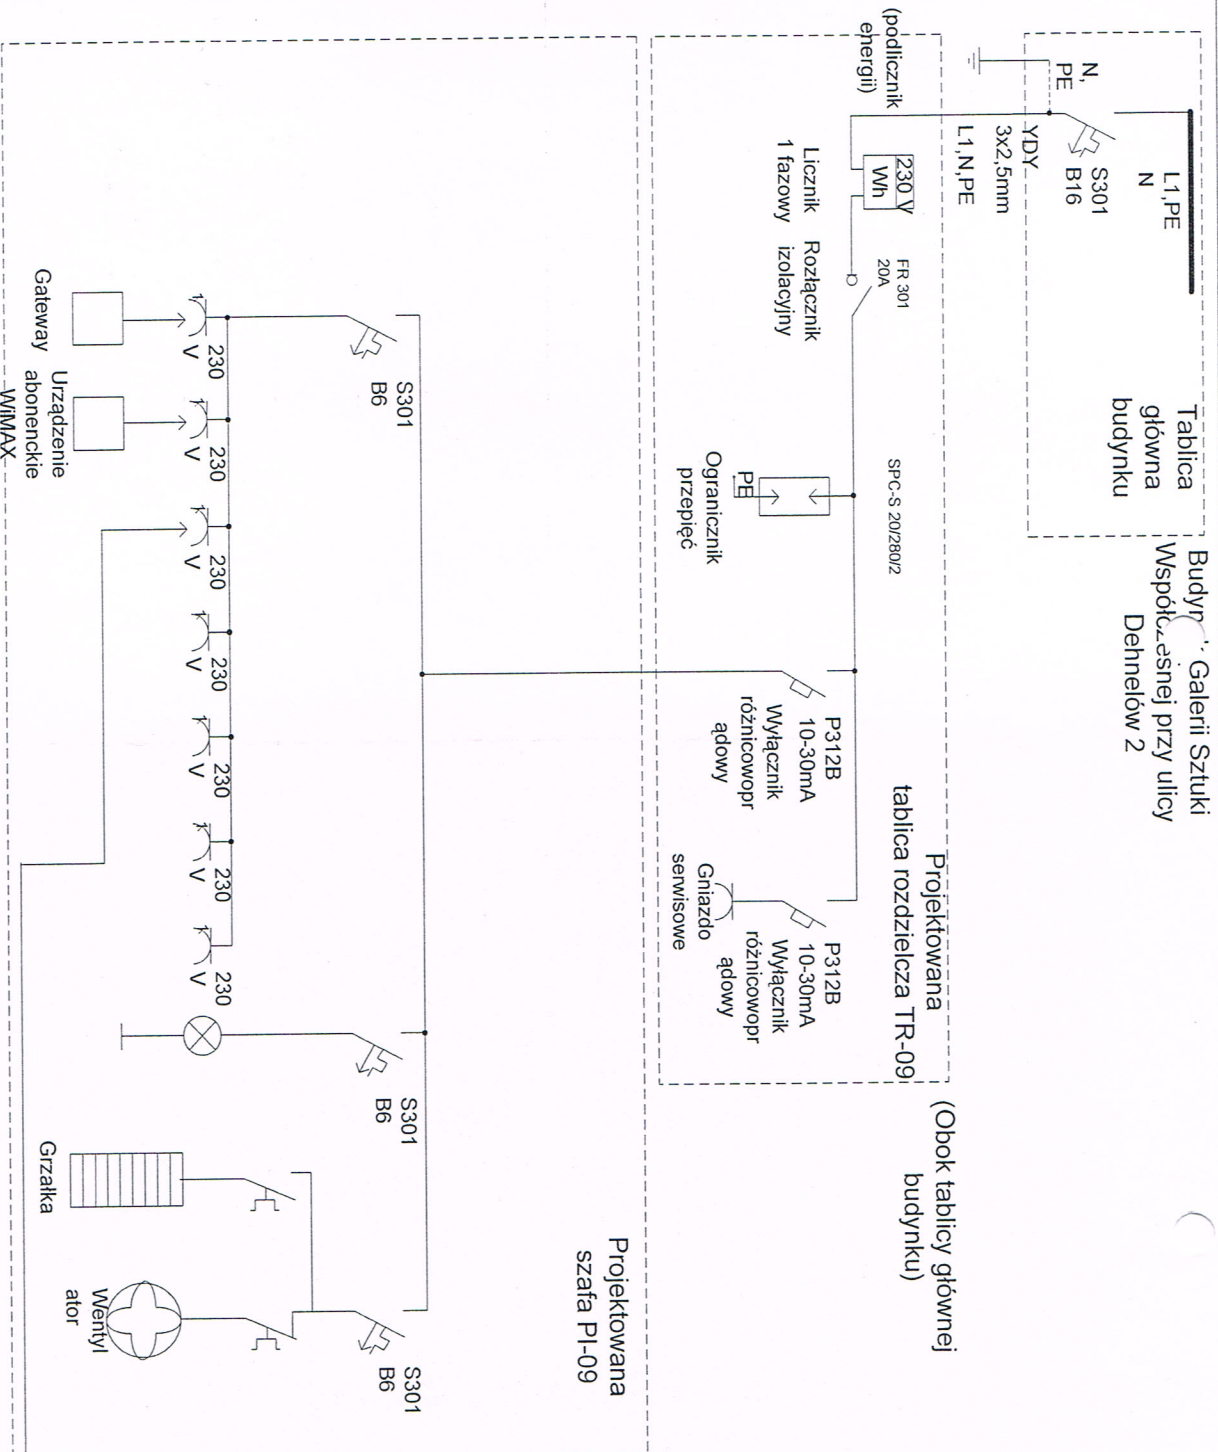 Budyn Galerii Sztuki
Współczesnej przy ulicy
Dehnelów 2
Tablica
główna
budynku
L1,PE
N
S301
B16
N,
PE
YDY
3x2,5mm
L1,N,PE
(podlicznik
energii)
230 V
Wh
Licznik
1 fazowy
FR 301
20A
Rozłącznik
izolacyjny
SPC-S 20/280/2
PE
Ogranicznik
przepięć
Projektowana
tablica rozdzielcza TR-09
(Obok tablicy głównej
budynku)
P312B
10-30mA
Wyłącznik
różnicowopr
ądowy
P312B
10-30mA
Wyłącznik
różnicowopr
ądowy
Gniazdo
serwisowe
Projektowana
szafa PI-09
S301
B6
S301
B6
S301
B6
230
V
230
V
230
V
230
V
230
V
230
V
230
V
Gateway
Urządzenie
abonenckie
WiMAX
Grzałka
Wentyl
ator